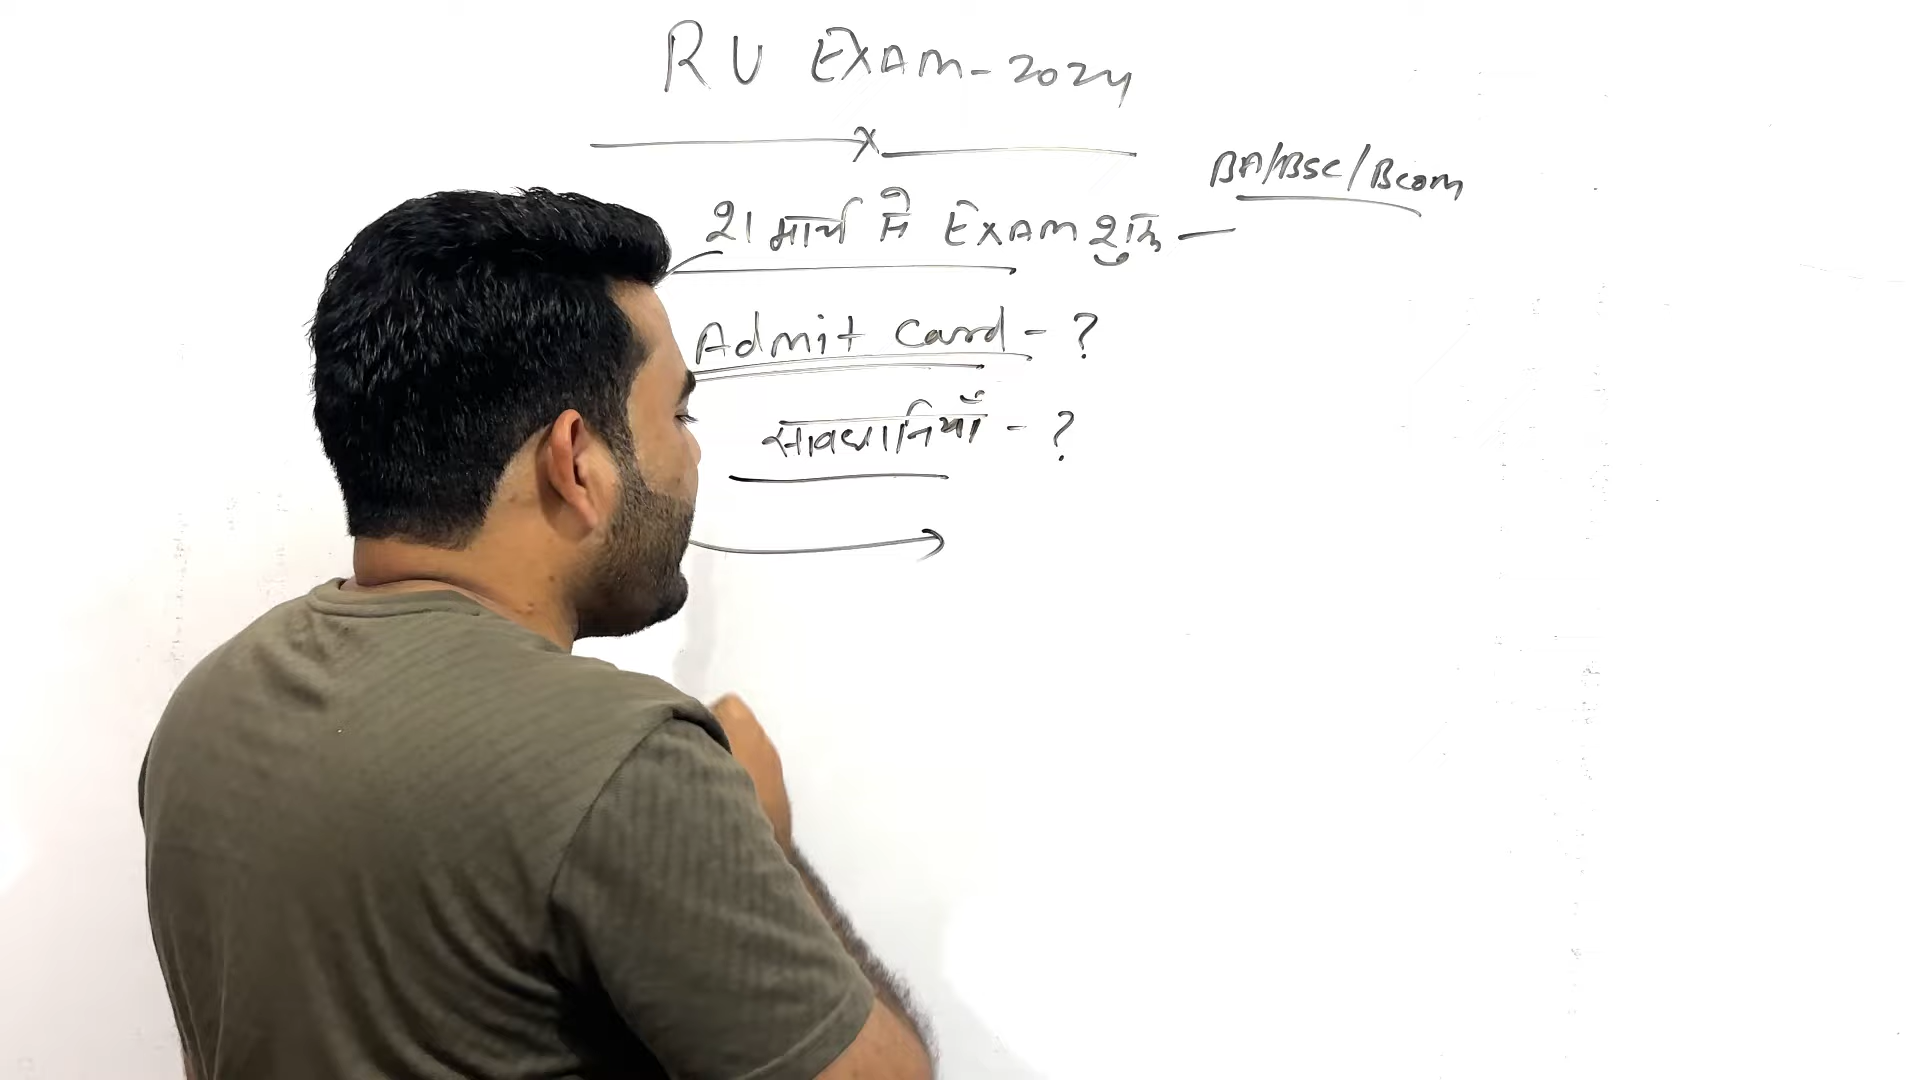 RU EXAM-2024
BA/BSC/Bcom
21 मार्च से EXAM शुरू -
Admit Card - ?
सावधानियाँ - ?